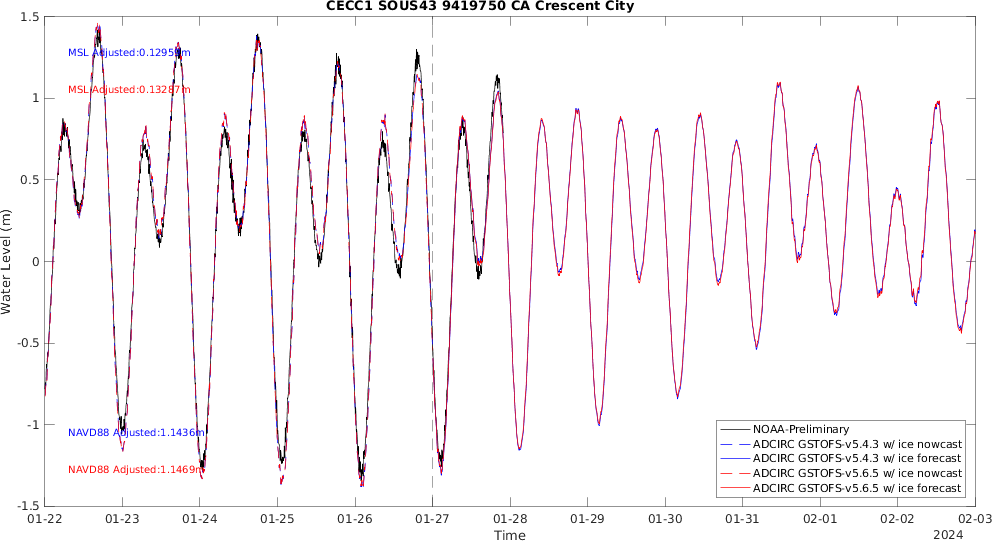 CECC1 SOUS43 9419750 CA Crescent City
1.5
1
0.5
0
-0.5
-1
-1.5
Water Level (m)
MSL Adjusted:0.12959m
MSL Adjusted:0.13287m
NAVD88 Adjusted:1.1436m
NAVD88 Adjusted:1.1469m
NOAA-Preliminary
ADCIRC GSTOFS-v5.4.3 w/ ice nowcast
ADCIRC GSTOFS-v5.4.3 w/ ice forecast
ADCIRC GSTOFS-v5.6.5 w/ ice nowcast
ADCIRC GSTOFS-v5.6.5 w/ ice forecast
01-22 01-23 01-24 01-25 01-26 01-27 01-28 01-29 01-30 01-31 02-01 02-02 02-03
Time
2024